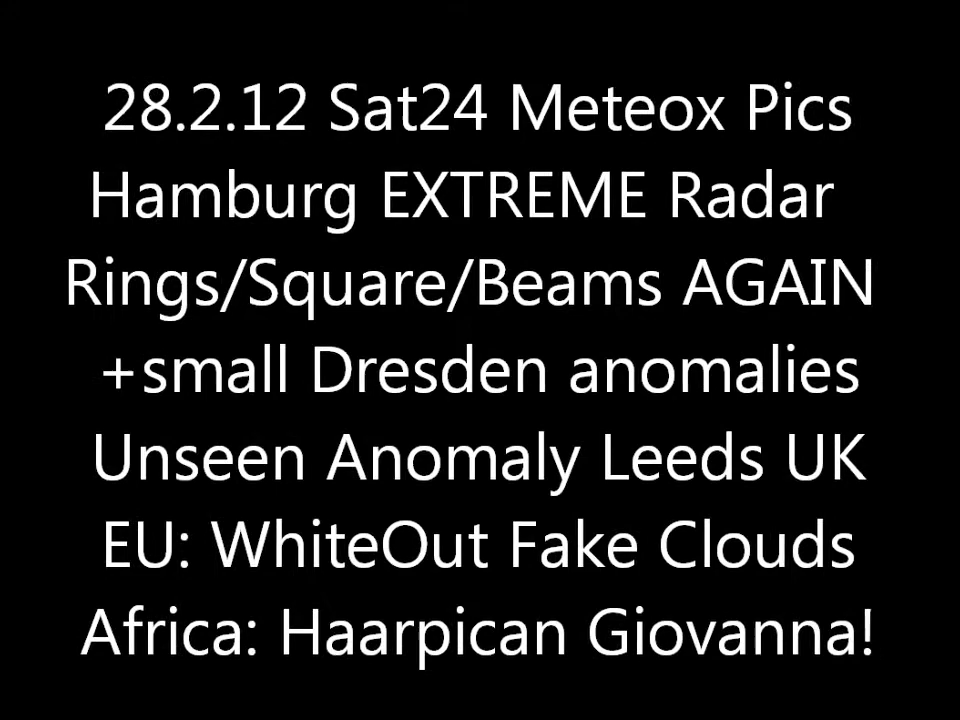 28.2.12 Sat24 Meteox Pics
Hamburg EXTREME Radar
Rings/Square/Beams AGAIN
+small Dresden anomalies
Unseen Anomaly Leeds UK
EU: WhiteOut Fake Clouds
Africa: Haarpican Giovanna!